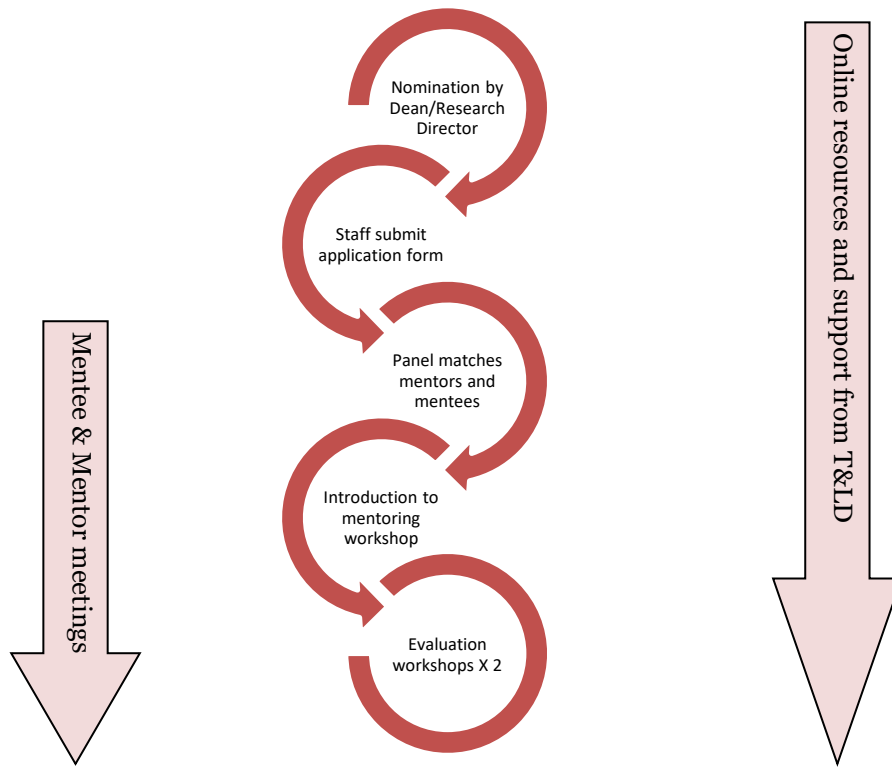 Nomination by
Dean/Research
Director
Staff submit
application form
Panel matches
mentors and
mentees
Introduction to
mentoring
workshop
Evaluation
workshops X 2
Mentee & Mentor meetings
Online resources and support from T&LD